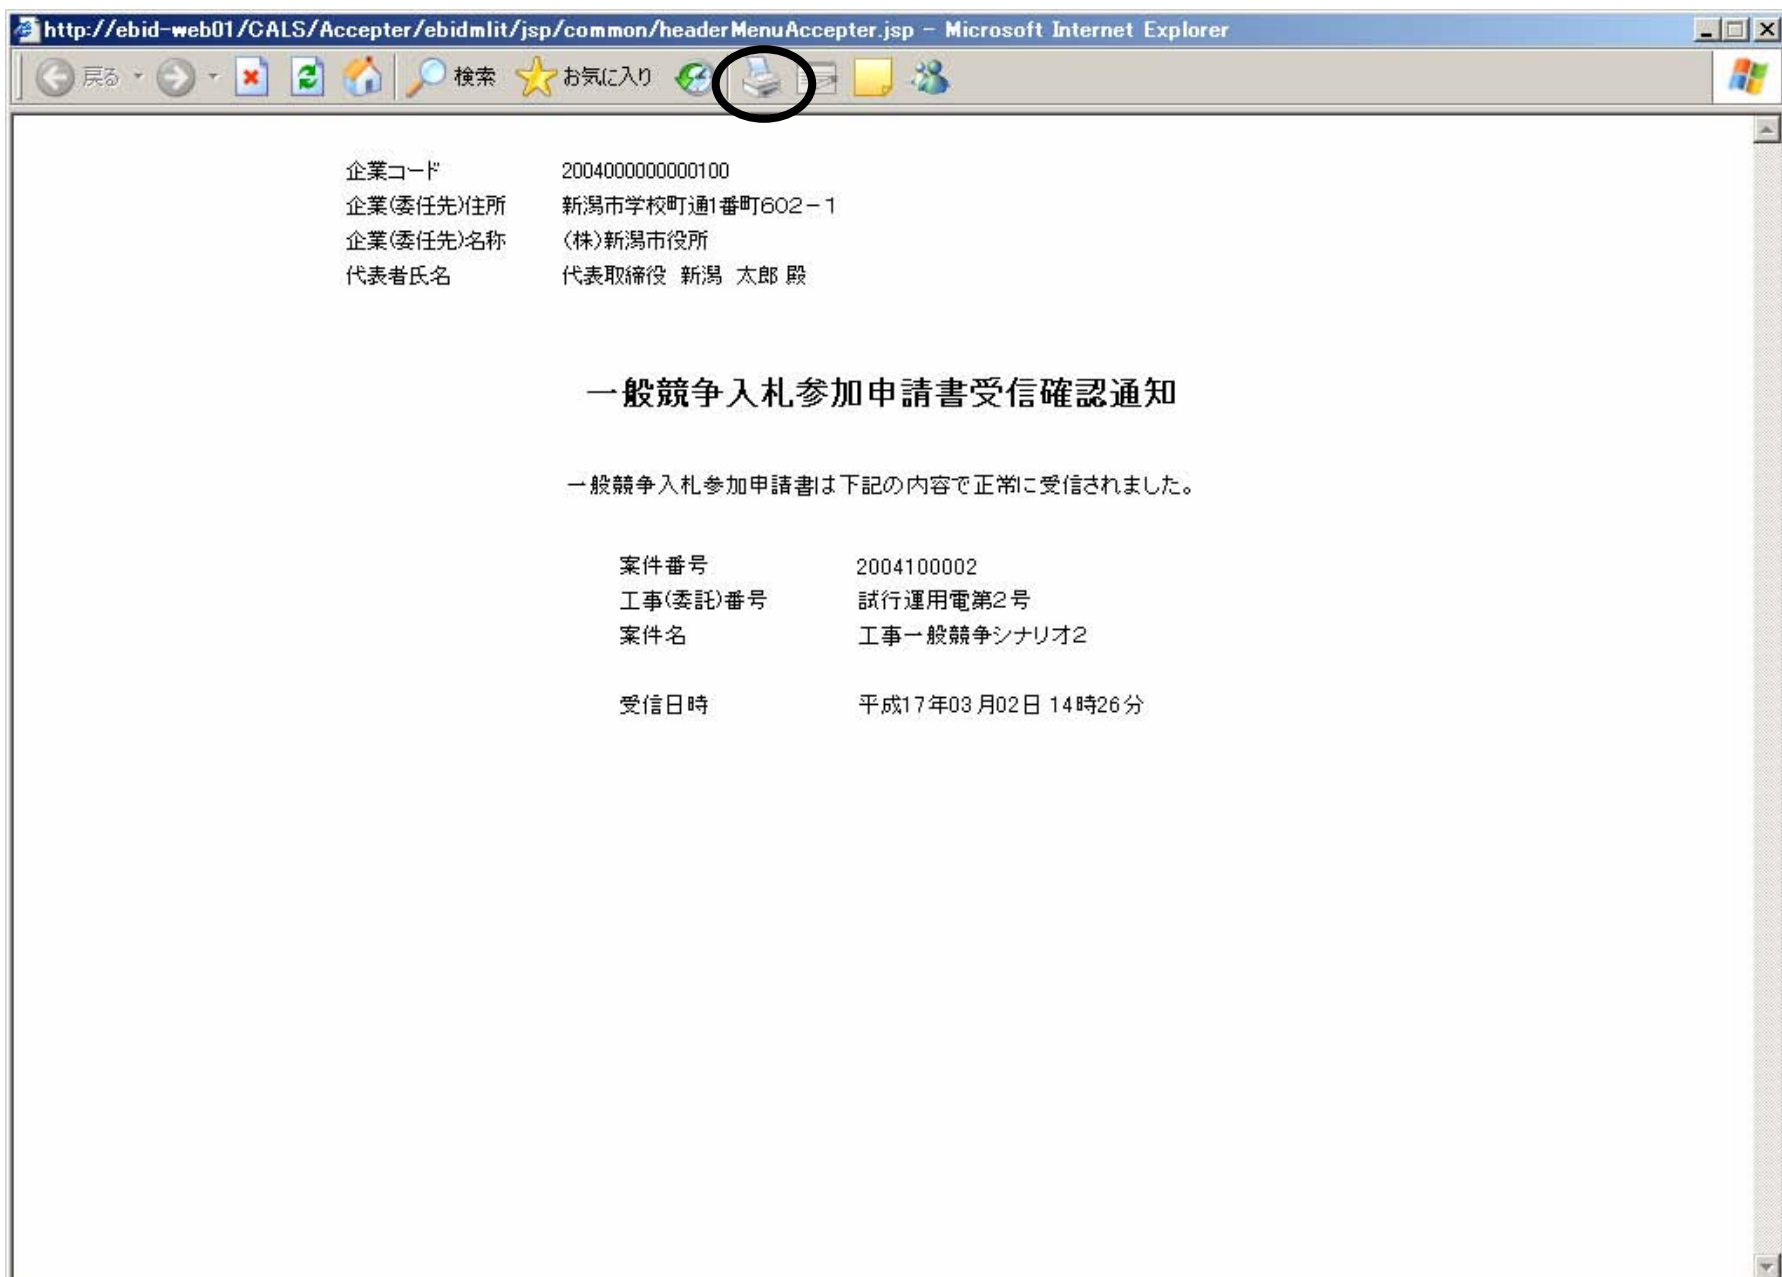 http://ebid-web01/CALS/Accepter/ebidmlit/jsp/common/headerMenuAccepter.jsp - Microsoft Internet Explorer
戻る 検索 お気に入り
企業コード 2004000000000100
企業(委任先)住所 新潟市学校町通1番町602-1
企業(委任先)名称 (株)新潟市役所
代表者氏名 代表取締役 新潟 太郎 殿
一般競争入札参加申請書受信確認通知
一般競争入札参加申請書は下記の内容で正常に受信されました。
案件番号 2004100002
工事(委託)番号 試行運用電第2号
案件名 工事一般競争シナリオ2
受信日時 平成17年03月02日 14時26分